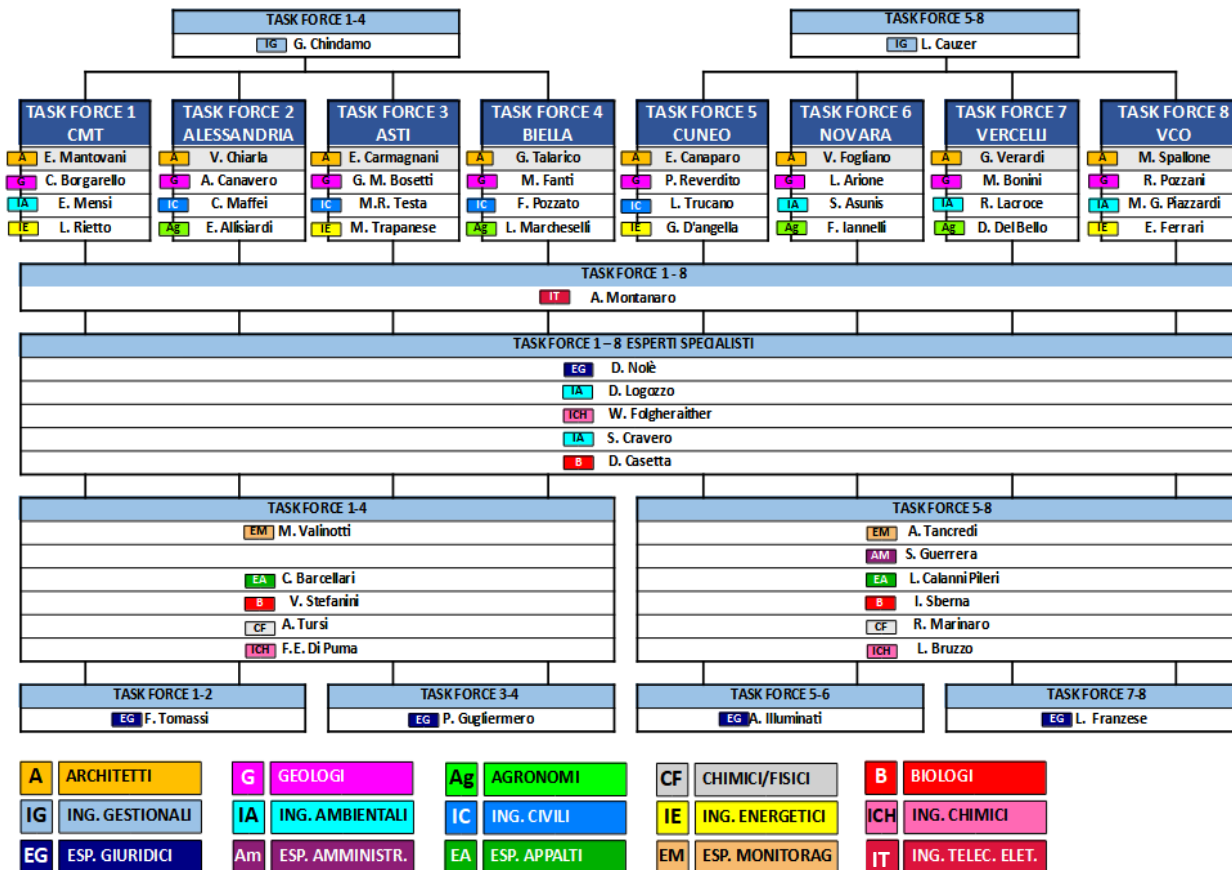 TASK FORCE 1-4
IG G. Chindamo
TASK FORCE 5-8
IG L. Cauzer
TASK FORCE 1
CMT
A E. Mantovani
G C. Borgarello
IA E. Mensi
IE L. Rietto
TASK FORCE 2
ALESSANDRIA
A V. Chiarla
G A. Canavero
IC C. Maffei
Ag E. Allisiardi
TASK FORCE 3
ASTI
A E. Carmagnani
G G. M. Bosetti
IC M.R. Testa
IE M. Trapanese
TASK FORCE 4
BIELLA
A G. Talarico
G M. Fanti
IC F. Pozzato
Ag L. Marcheselli
TASK FORCE 5
CUNEO
A E. Canaparo
G P. Reverdito
IC L. Trucano
IE G. D'angella
TASK FORCE 6
NOVARA
A V. Fogliano
G L. Arione
IA S. Asunis
Ag F. Iannelli
TASK FORCE 7
VERCELLI
A G. Verardi
G M. Bonini
IA R. Lacroce
Ag D. Del Bello
TASK FORCE 8
VCO
A M. Spallone
G R. Pozzani
IA M. G. Piazzardi
IE E. Ferrari
TASK FORCE 1 - 8
IT A. Montanaro
TASK FORCE 1 – 8 ESPERTI SPECIALISTI
EG D. Nolè
IA D. Logozzo
ICH W. Folgheraither
IA S. Cravero
B D. Casetta
TASK FORCE 1-4
EM M. Valinotti
EA C. Barcellari
B V. Stefanini
CF A. Tursi
ICH F.E. Di Puma
TASK FORCE 5-8
EM A. Tancredi
AM S. Guerrera
EA L. Calanni Pileri
B I. Sberna
CF R. Marinaro
ICH L. Bruzzo
TASK FORCE 1-2
EG F. Tomassi
TASK FORCE 3-4
EG P. Gugliermero
TASK FORCE 5-6
EG A. Illuminati
TASK FORCE 7-8
EG L. Franzese
A ARCHITETTI
G GEOLOGI
Ag AGRONOMI
CF CHIMICI/FISICI
B BIOLOGI
IG ING. GESTIONALI
IA ING. AMBIENTALI
IC ING. CIVILI
IE ING. ENERGETICI
ICH ING. CHIMICI
EG ESP. GIURIDICI
Am ESP. AMMINISTR.
EA ESP. APPALTI
EM ESP. MONITORAG
IT ING. TELEC. ELET.